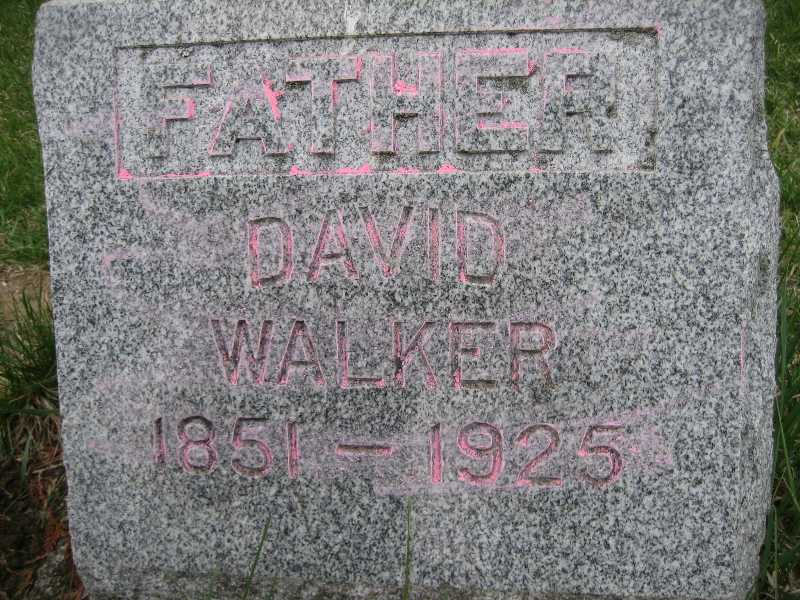 FATHER
DAVID
WALKER
1851 — 1925